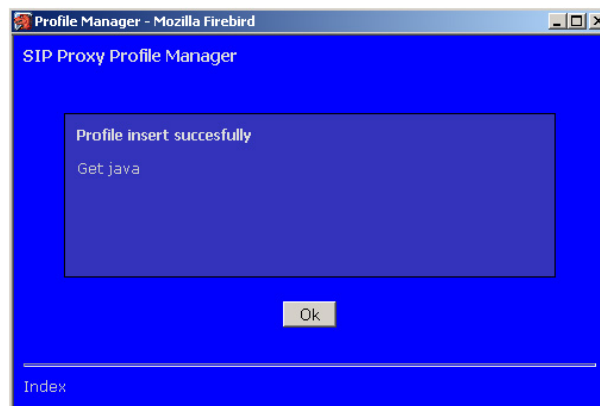 Profile Manager - Mozilla Firebird
SIP Proxy Profile Manager
Profile insert succesfully
Get java
Ok
Index